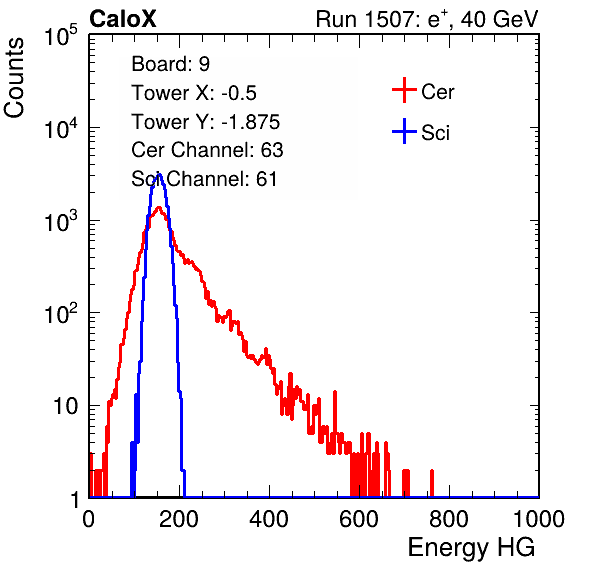 CaloX Run 1507: e⁺, 40 GeV
Counts
10⁵
10⁴
10³
10²
10
1
Board: 9
Tower X: -0.5
Tower Y: -1.875
Cer Channel: 63
Sci Channel: 61
Cer
Sci
0 200 400 600 800 1000
Energy HG